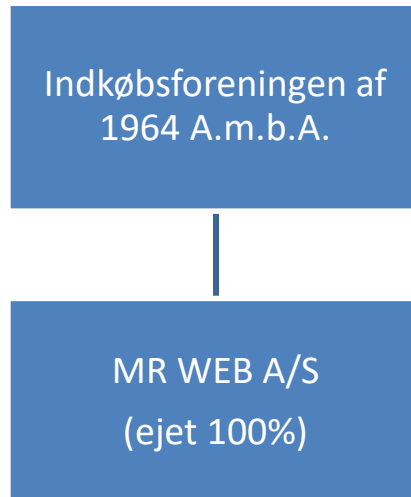 Indkøbsforeningen af
1964 A.m.b.A.
MR WEB A/S
(ejet 100%)